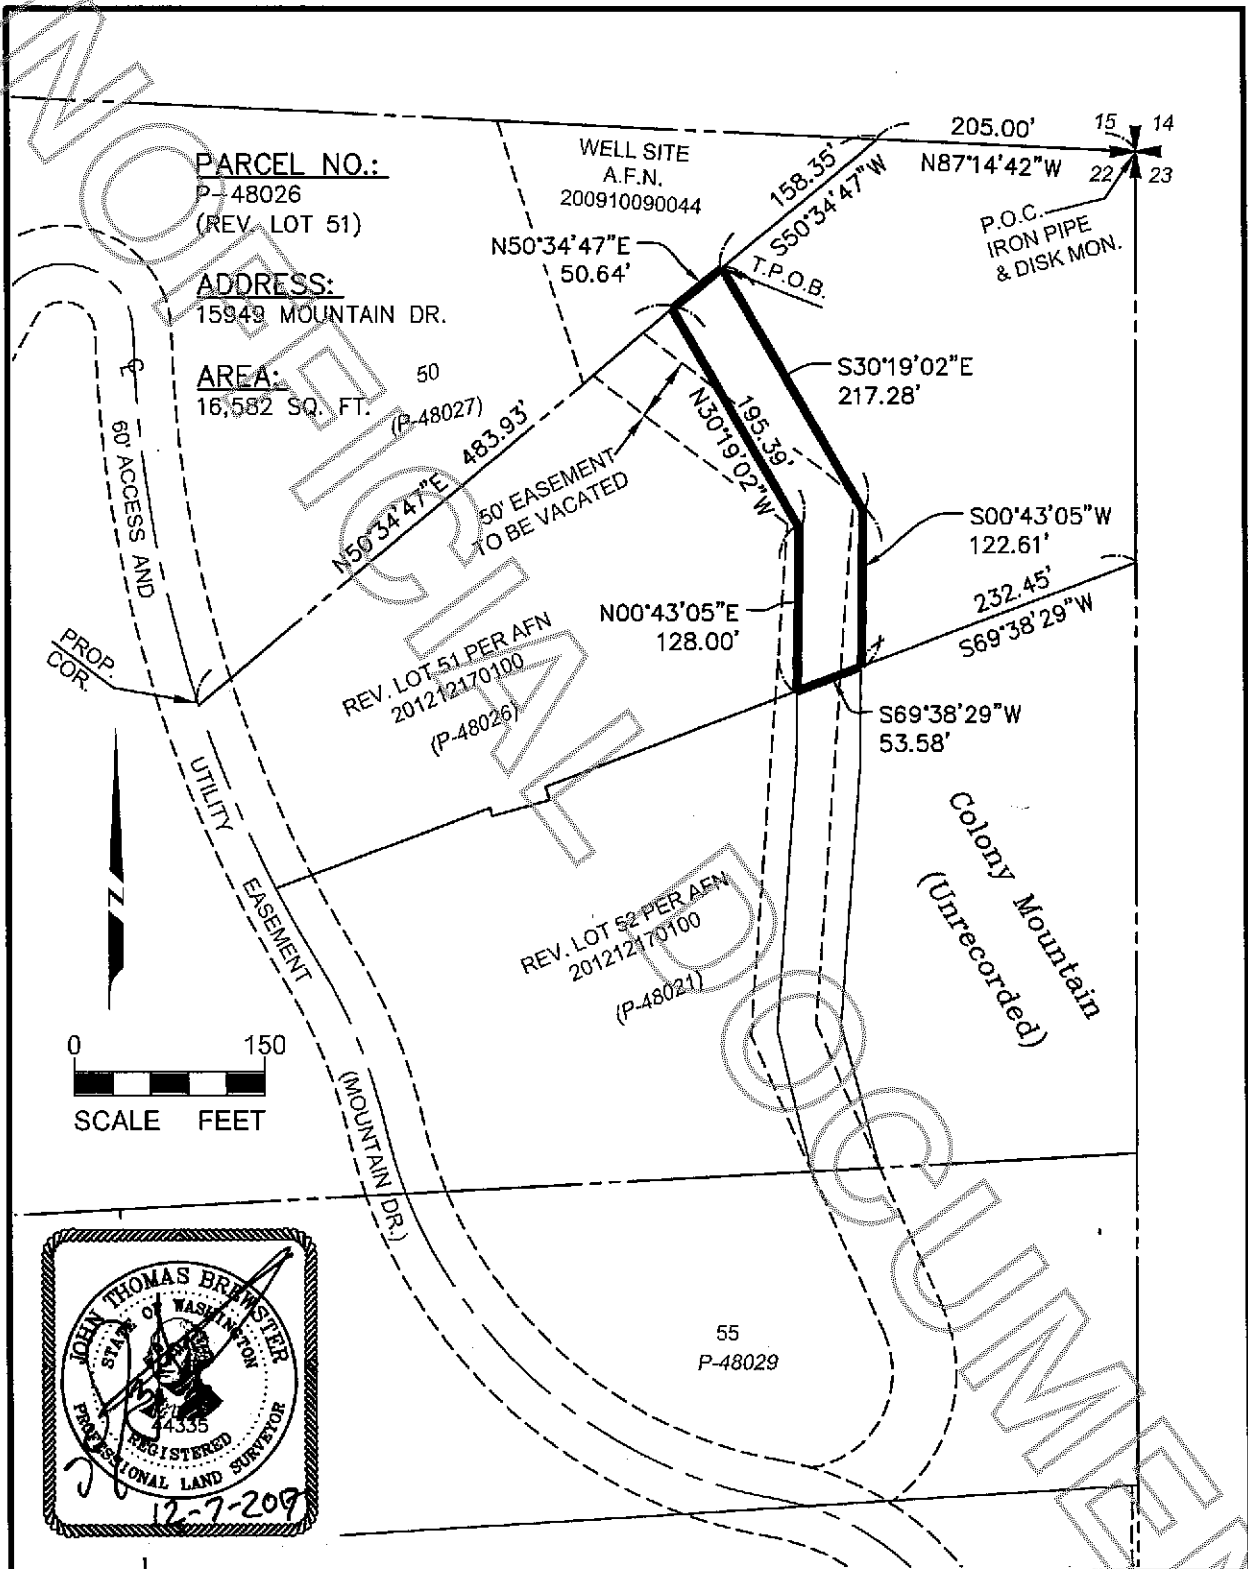 205.00'
15 14
N87°14'42"W
22 23
P.O.C.
IRON PIPE
& DISK MON.
WELL SITE
A.F.N.
200910090044
158.35'
S50°34'47"W
T.P.O.B.
PARCEL NO.:
P-48026
(REV. LOT 51)
ADDRESS:
15949 MOUNTAIN DR.
AREA:
16,582 SQ. FT.
50
(P-48027)
N50°34'47"E
50.64'
S30°19'02"E
217.28'
195.39'
N30°19'02"W
N50°34'47"E 483.93'
50' EASEMENT
TO BE VACATED
S00°43'05"W
122.61'
232.45'
S69°38'29"W
N00°43'05"E
128.00'
S69°38'29"W
53.58'
PROP.
COR.
REV. LOT 51 PER AFN
201212170100
(P-48026)
60' ACCESS AND
UTILITY
EASEMENT
(MOUNTAIN DR.)
REV. LOT 52 PER AFN
201212170100
(P-48021)
Colony Mountain
(Unrecorded)
N
0 150
SCALE FEET
55
P-48029
JOHN THOMAS BREWSTER
STATE OF WASHINGTON
44335
REGISTERED
PROFESSIONAL LAND SURVEYOR
UNOFFICIAL DOCUMENT